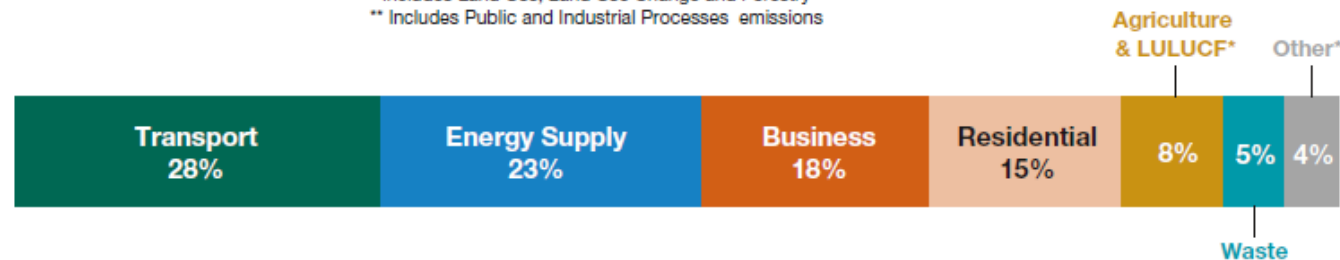 ** Includes Public and Industrial Processes emissions
Agriculture
& LULUCF*
Other*
Transport
28%
Energy Supply
23%
Business
18%
Residential
15%
8%
5%
4%
Waste